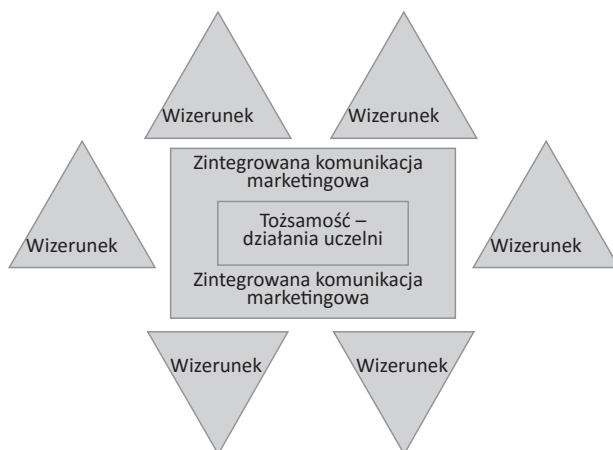 Wizerunek
Wizerunek
Zintegrowana komunikacja
marketingowa
Wizerunek
Tożsamość –
działania uczelni
Wizerunek
Zintegrowana komunikacja
marketingowa
Wizerunek
Wizerunek